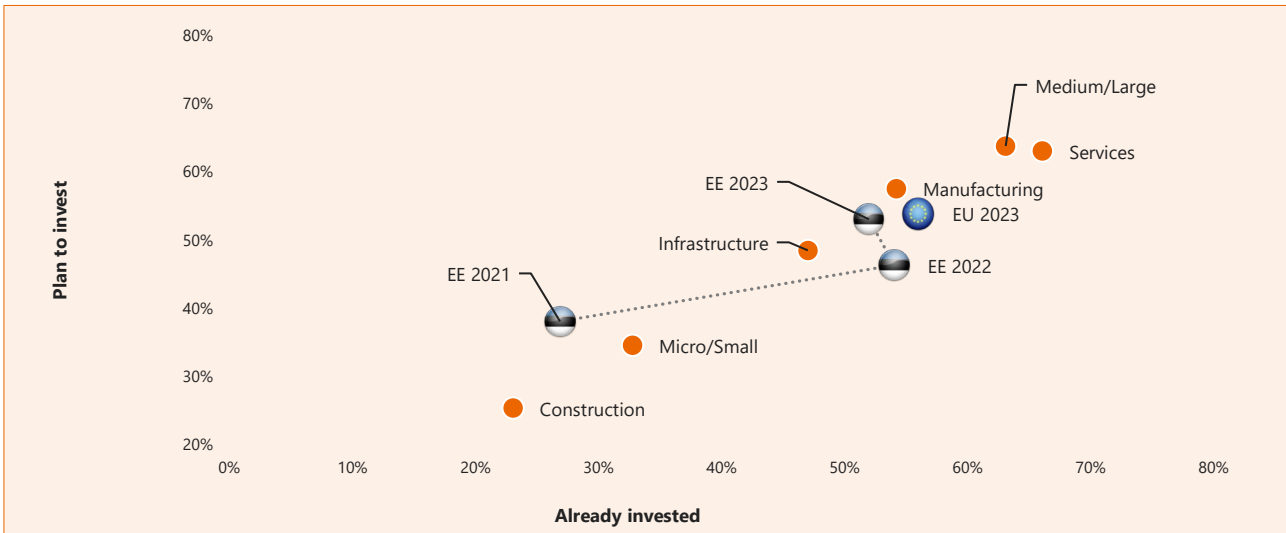 80%
70%
60%
50%
40%
30%
20%
Plan to invest
Medium/Large
Services
EE 2023
Manufacturing
EU 2023
Infrastructure
EE 2022
EE 2021
Micro/Small
Construction
0% 10% 20% 30% 40% 50% 60% 70% 80%
Already invested